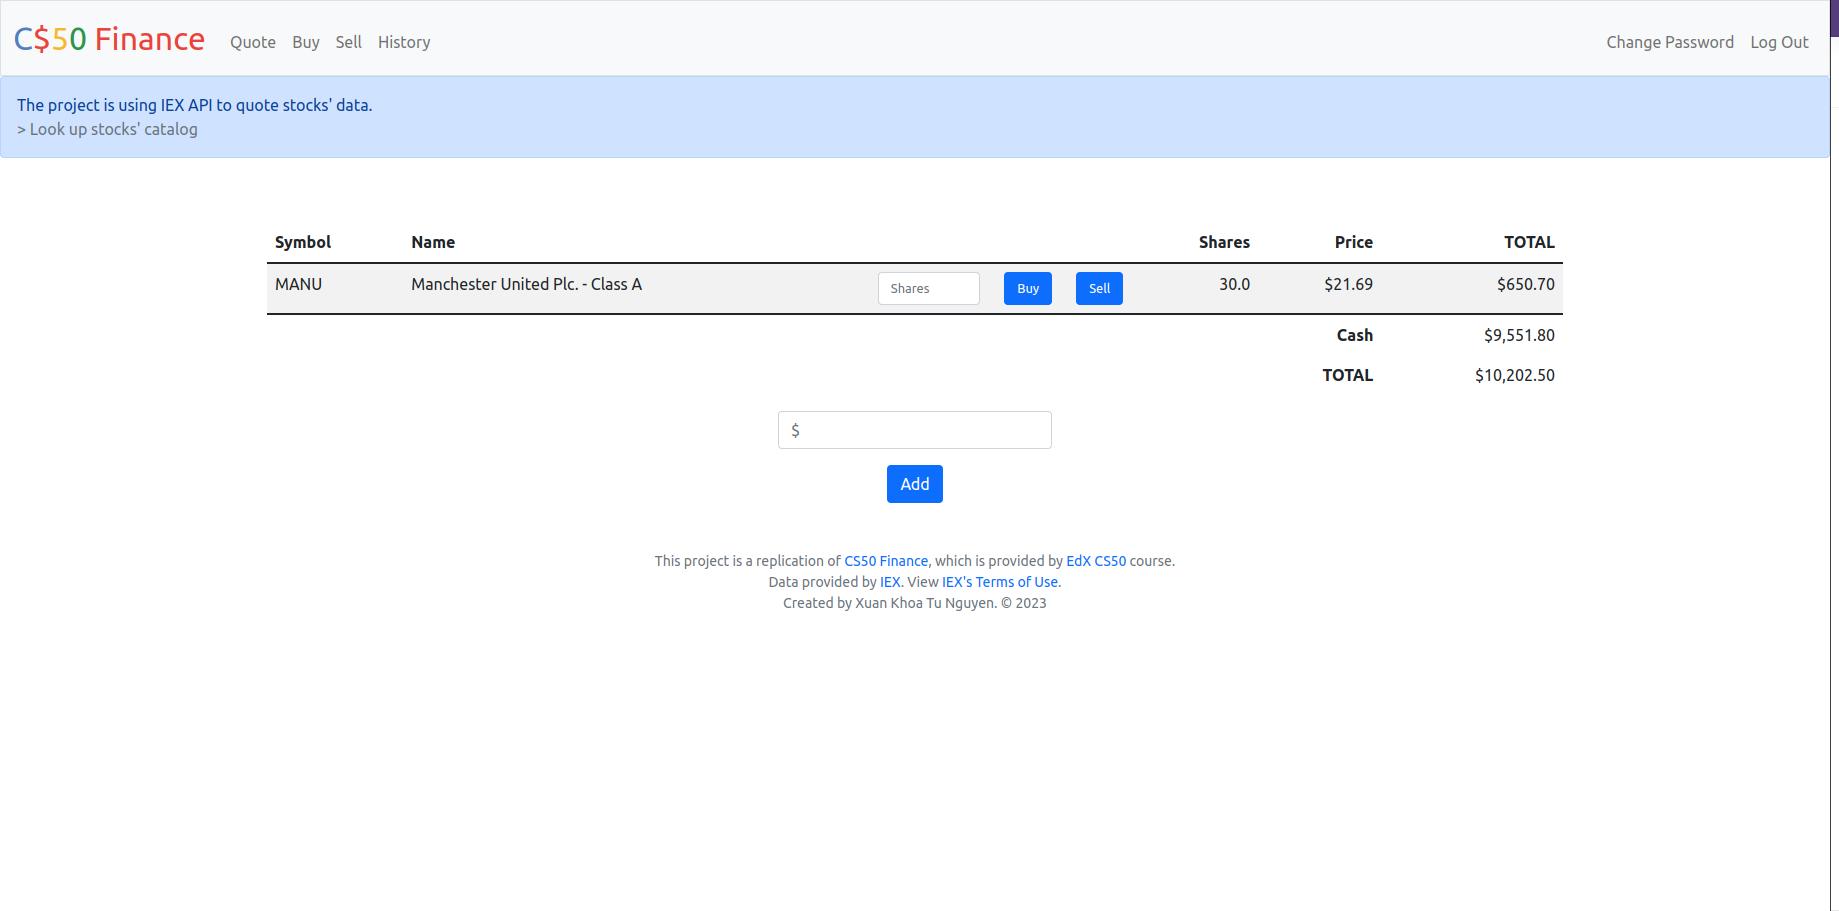 C$50 Finance Quote Buy Sell History Change Password Log Out
The project is using IEX API to quote stocks' data.
> Look up stocks' catalog
Symbol Name Shares Price TOTAL
MANU Manchester United Plc. - Class A Shares Buy Sell 30.0 $21.69 $650.70
Cash $9,551.80
TOTAL $10,202.50
$
Add
This project is a replication of CS50 Finance, which is provided by EdX CS50 course.
Data provided by IEX. View IEX's Terms of Use.
Created by Xuan Khoa Tu Nguyen. © 2023